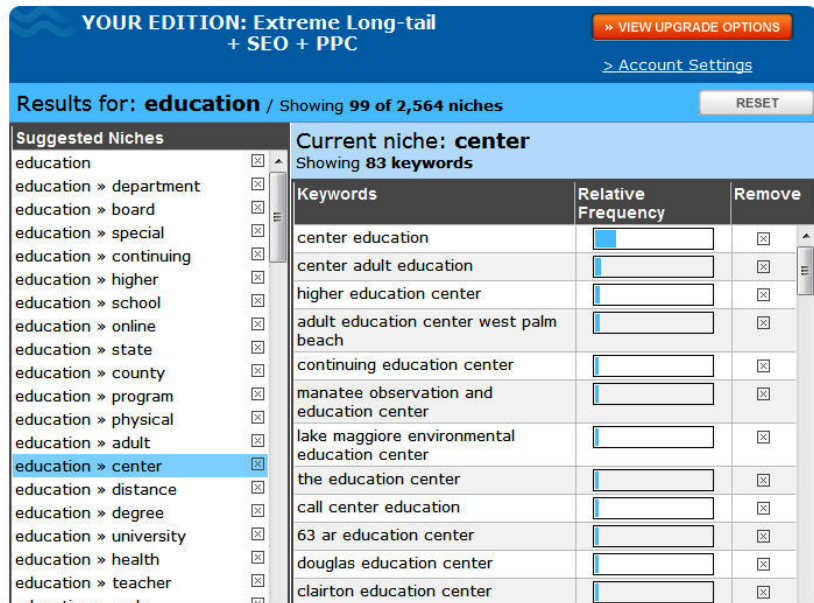 YOUR EDITION: Extreme Long-tail
+ SEO + PPC
» VIEW UPGRADE OPTIONS
> Account Settings
Results for: education / Showing 99 of 2,564 niches
RESET
Suggested Niches
education
education » department
education » board
education » special
education » continuing
education » higher
education » school
education » online
education » state
education » county
education » program
education » physical
education » adult
education » center
education » distance
education » degree
education » university
education » health
education » teacher
Current niche: center
Showing 83 keywords
Keywords
Relative
Frequency
Remove
center education
center adult education
higher education center
adult education center west palm
beach
continuing education center
manatee observation and
education center
lake maggiore environmental
education center
the education center
call center education
63 ar education center
douglas education center
clairton education center